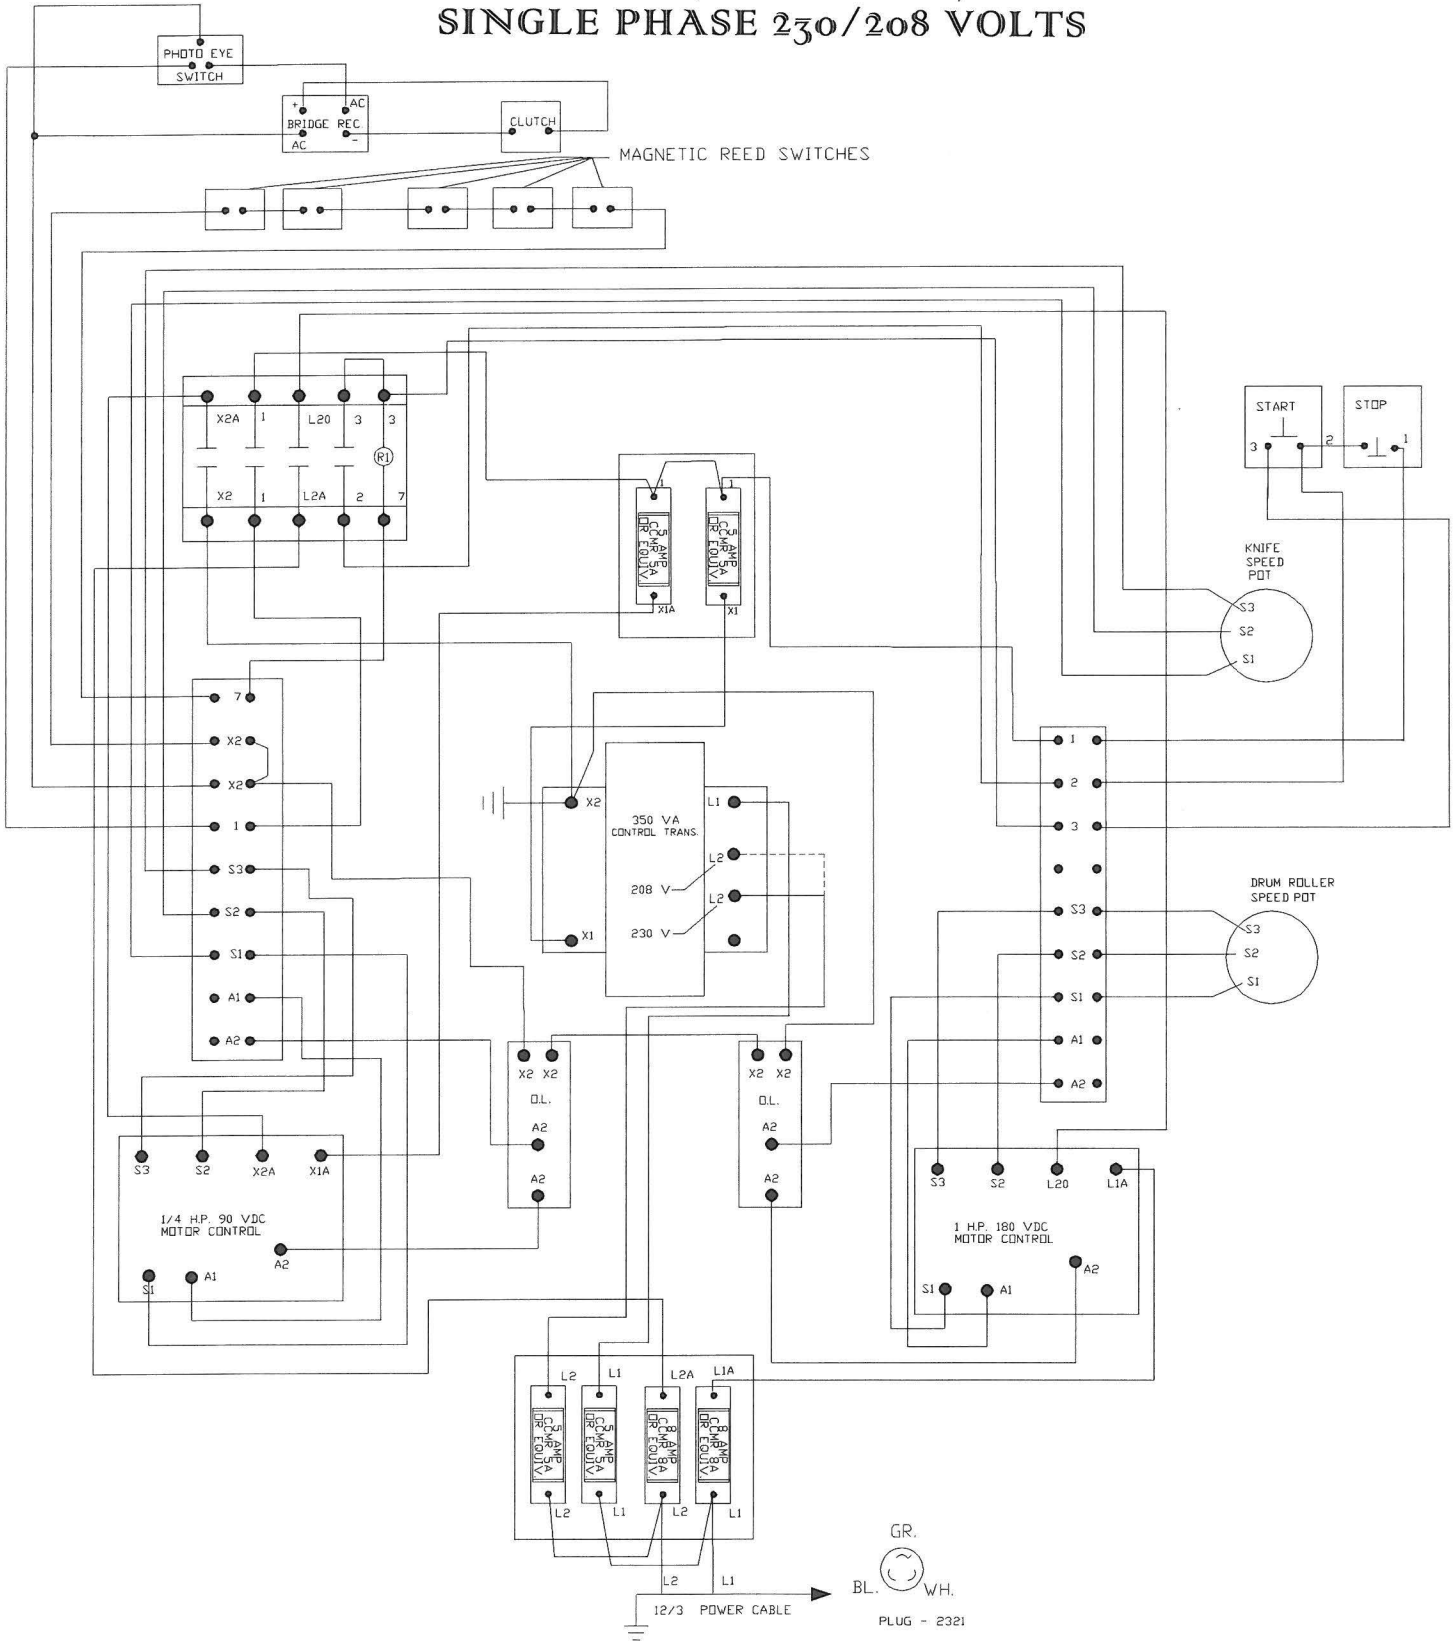 SINGLE PHASE 230/208 VOLTS
PHOTO EYE
SWITCH
+ AC
BRIDGE REC.
AC -
CLUTCH
MAGNETIC REED SWITCHES
X2A 1 L20 3 3
R1
X2 1 L2A 2 7
START
3 2
STOP
1
1 1
5 AMP
CCMR 5A
OR EQUIV.
5 AMP
CCMR 5A
OR EQUIV.
X1A X1
KNIFE
SPEED
POT
S3
S2
S1
7
X2
X2
1
S3
S2
S1
A1
A2
X2 L1
350 VA
CONTROL TRANS.
L2
208 V
L2
X1 230 V
1
2
3
S3
S2
S1
A1
A2
DRUM ROLLER
SPEED POT
S3
S2
S1
X2 X2
O.L.
A2
A2
X2 X2
O.L.
A2
A2
S3 S2 X2A X1A
1/4 H.P. 90 VDC
MOTOR CONTROL
A2
S1 A1
S3 S2 L20 L1A
1 H.P. 180 VDC
MOTOR CONTROL
A2
S1 A1
L2 L1 L2A L1A
5 AMP
CCMR 5A
OR EQUIV.
5 AMP
CCMR 5A
OR EQUIV.
8 AMP
CCMR 8A
OR EQUIV.
8 AMP
CCMR 8A
OR EQUIV.
L2 L1 L2 L1
L2 L1
12/3 POWER CABLE
GR.
BL. WH.
PLUG - 2321